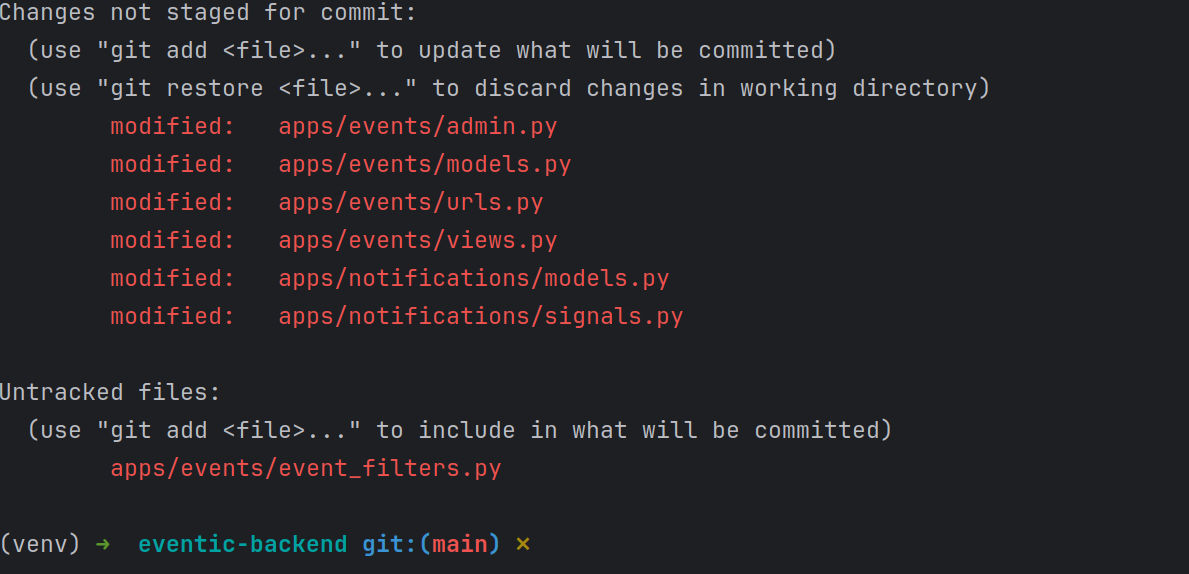 Changes not staged for commit:
  (use "git add <file>..." to update what will be committed)
  (use "git restore <file>..." to discard changes in working directory)
        modified:   apps/events/admin.py
        modified:   apps/events/models.py
        modified:   apps/events/urls.py
        modified:   apps/events/views.py
        modified:   apps/notifications/models.py
        modified:   apps/notifications/signals.py

Untracked files:
  (use "git add <file>..." to include in what will be committed)
        apps/events/event_filters.py

(venv) ➜  eventic-backend git:(main) ✗